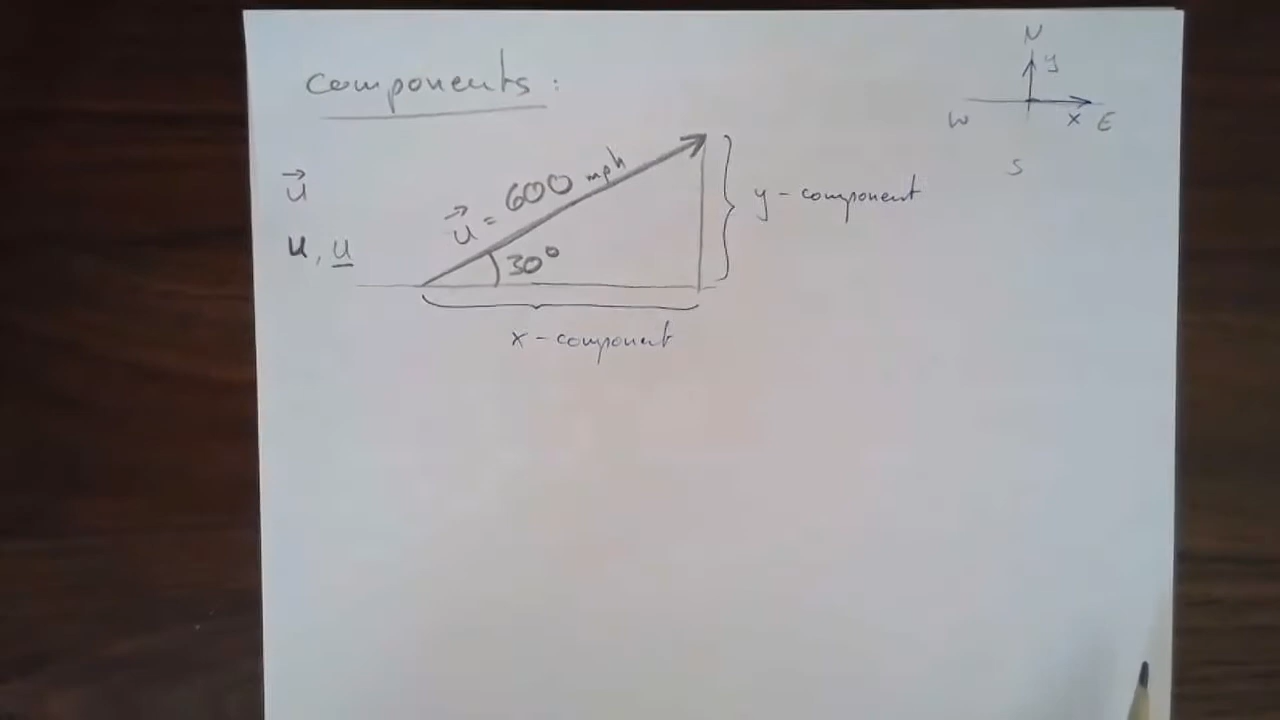 components :
N
y
W
x E
S
u⃗
u, u
u⃗ = 600 mph
30°
y-component
x-component